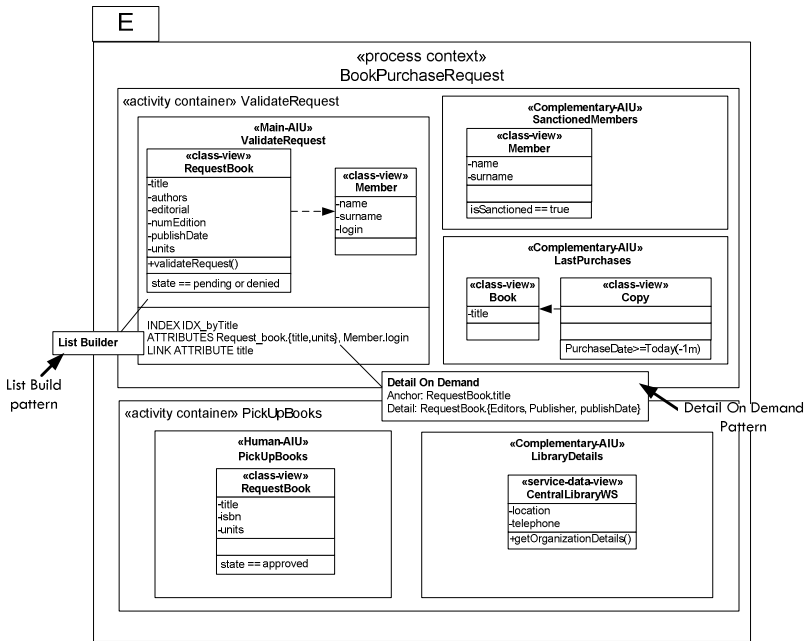 E
«process context»
BookPurchaseRequest
«activity container» ValidateRequest
«Main-AIU»
ValidateRequest
«class-view»
RequestBook
-title
-authors
-editorial
-numEdition
-publishDate
-units
+validateRequest()
state == pending or denied
«class-view»
Member
-name
-surname
-login
INDEX IDX_byTitle
ATTRIBUTES Request_book.{title,units}, Member.login
LINK ATTRIBUTE title
List Builder
List Build
pattern
«Complementary-AIU»
SanctionedMembers
«class-view»
Member
-name
-surname
isSanctioned == true
«Complementary-AIU»
LastPurchases
«class-view»
Book
-title
«class-view»
Copy
PurchaseDate>=Today(-1m)
Detail On Demand
Anchor: RequestBook.title
Detail: RequestBook.{Editors, Publisher, publishDate}
Detail On Demand
Pattern
«activity container» PickUpBooks
«Human-AIU»
PickUpBooks
«class-view»
RequestBook
-title
-isbn
-units
state == approved
«Complementary-AIU»
LibraryDetails
«service-data-view»
CentralLibraryWS
-location
-telephone
+getOrganizationDetails()